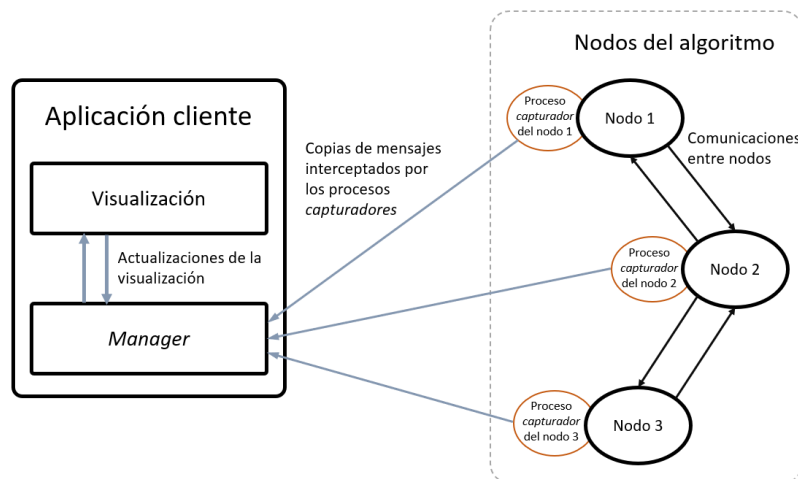 Nodos del algoritmo
Aplicación cliente
Visualización
Actualizaciones de la
visualización
Manager
Copias de mensajes
interceptados por
los procesos
capturadores
Proceso
capturador
del nodo 1
Nodo 1
Comunicaciones
entre nodos
Proceso
capturador
del nodo 2
Nodo 2
Proceso
capturador
del nodo 3
Nodo 3